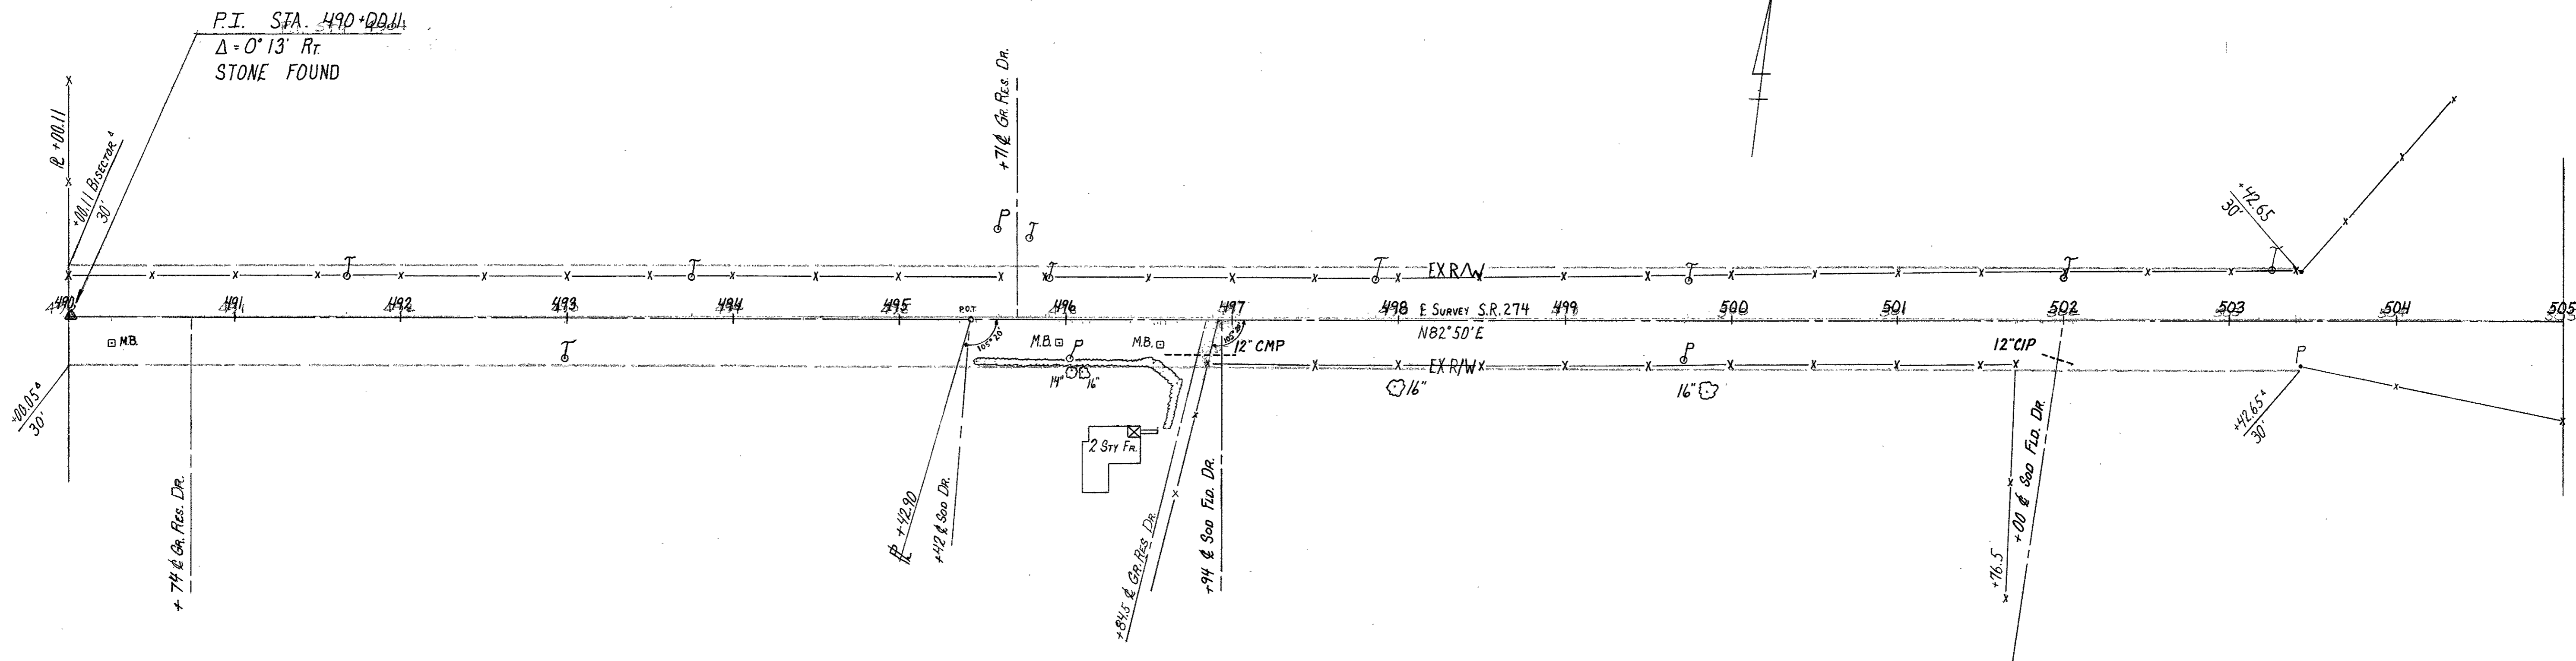 P.I. STA. 490+00.11
Δ = 0° 13' RT.
STONE FOUND
℄ +00.11
+00.11 BISECTOR Δ
30'
+71 ℄ GR. RES. DR.
P
T
T
T
T
T
T
T
T
+42.65
30'
EX R/W
490
491
492
493
494
495
496
497
498
499
500
501
502
503
504
505
P.O.T.
℄ SURVEY S.R. 274
N82°50'E
M.B.
T
105° 20'
M.B.
P
M.B.
12" CMP
EX R/W
P
12" CIP
P
14"
16"
16"
16"
+00.05 Δ
30'
+42.65 Δ
30'
2 STY FR.
+74 ℄ GR. RES. DR.
℄ +42.90
+42 ℄ SOD DR.
+84.5 ℄ GR. RES. DR.
+94 ℄ SOD FLD. DR.
+76.5
+00 ℄ SOD FLD. DR.